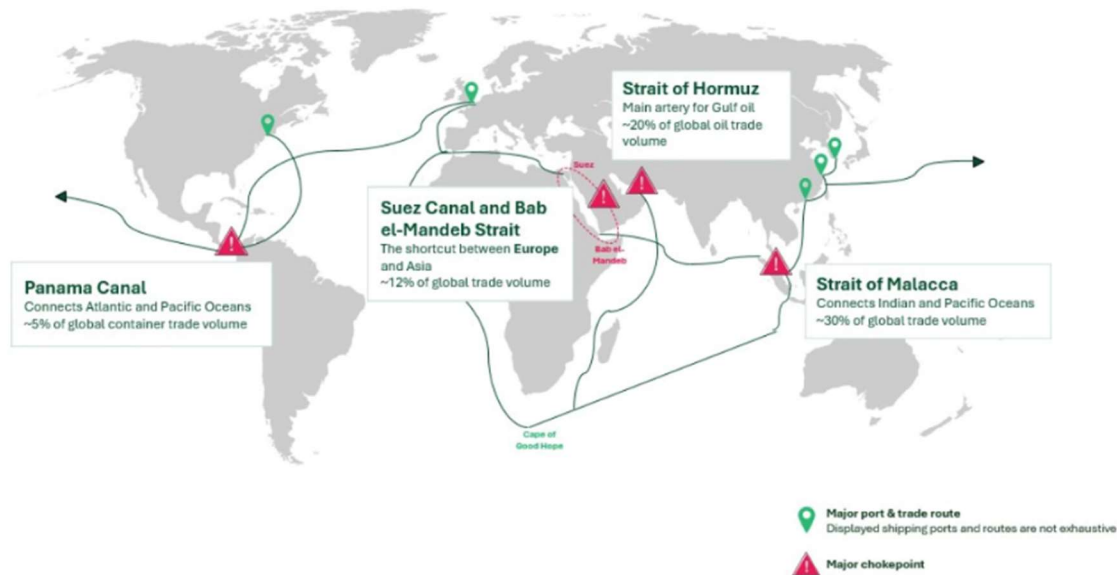 Strait of Hormuz
Main artery for Gulf oil
~20% of global oil trade
volume
Suez
Suez Canal and Bab
el-Mandeb Strait
The shortcut between Europe
and Asia
~12% of global trade volume
Bab el-
Mandeb
Panama Canal
Connects Atlantic and Pacific Oceans
~5% of global container trade volume
Strait of Malacca
Connects Indian and Pacific Oceans
~30% of global trade volume
Cape of
Good Hope
Major port & trade route
Displayed shipping ports and routes are not exhaustive
Major chokepoint